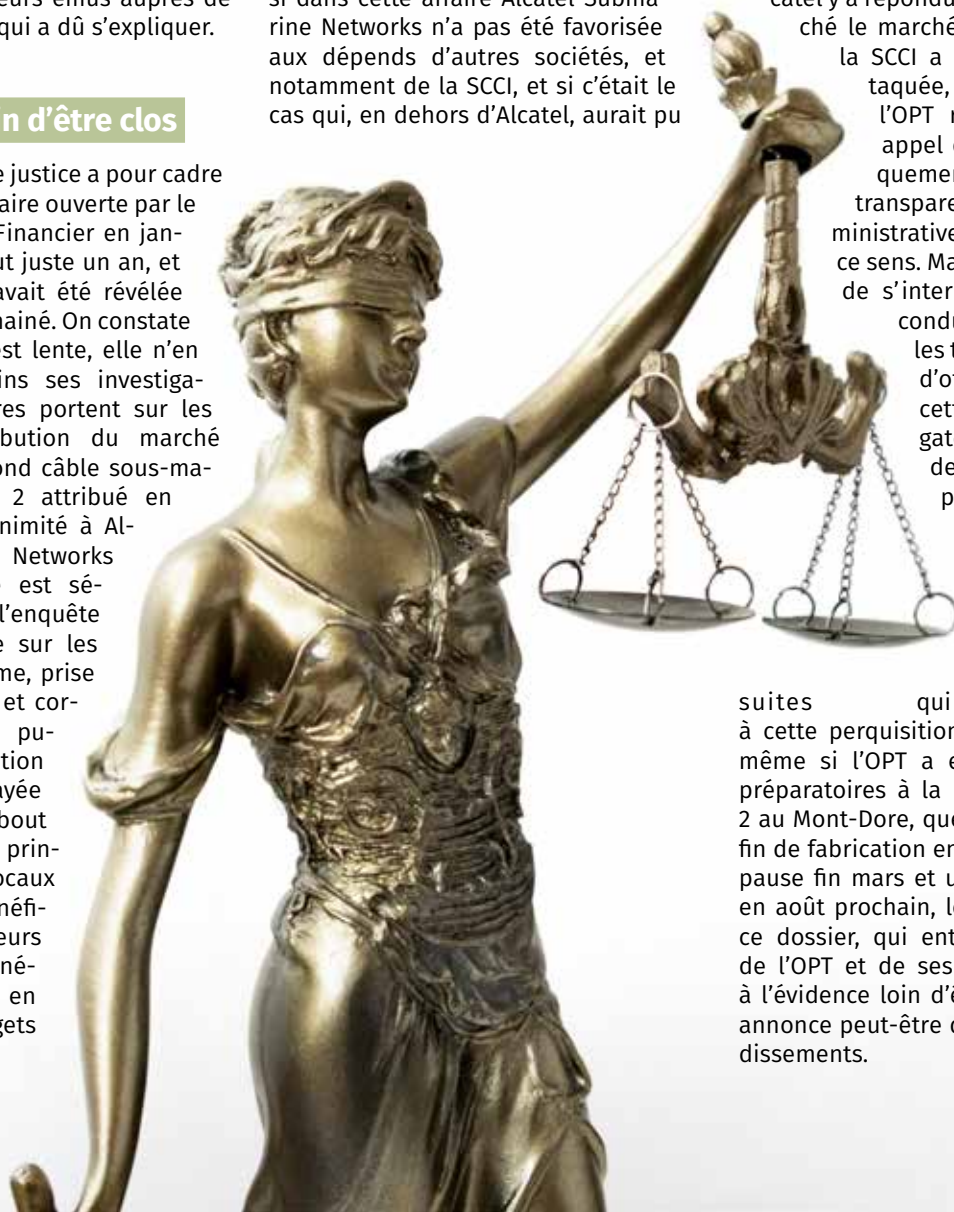 eurs émus auprès de
qui a dû s'expliquer.
n d'être clos
e justice a pour cadre
aire ouverte par le
Financier en jan-
ut juste un an, et
avait été révélée
naîné. On constate
est lente, elle n'en
ins ses investiga-
res portent sur les
ibution du marché
ond câble sous-ma-
2 attribué en
nimité à Al-
Networks
est sé-
l'enquête
e sur les
me, prise
et cor-
pu-
tion
ayée
bout
prin-
ocaux
néfi-
eurs
né-
en
gets
si dans cette affaire Alcatel Subma-
rine Networks n'a pas été favorisée
aux dépends d'autres sociétés, et
notamment de la SCCI, et si c'était le
cas qui, en dehors d'Alcatel, aurait pu
catel y a répondu
ché le marché
la SCCI a
taquée,
l'OPT
appel
quemen
transpare
ministrative
ce sens. Ma
de s'inter
condu
les t
d'o
cett
gat
de
p
suites qui
à cette perquisition
même si l'OPT a e
préparatoires à la
2 au Mont-Dore, que
fin de fabrication en
pause fin mars et u
en août prochain, l
ce dossier, qui ent
de l'OPT et de ses
à l'évidence loin d'ê
annonce peut-être
dissements.